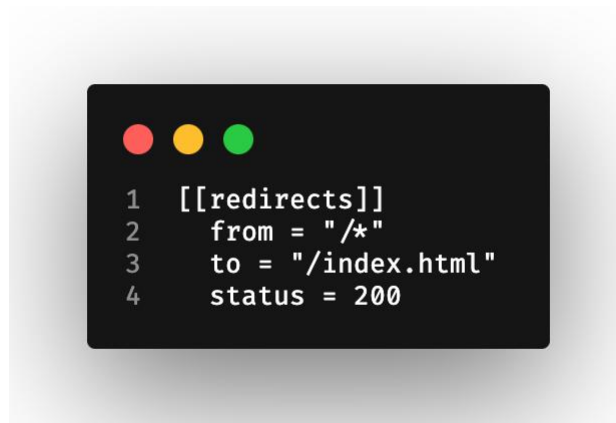 1 [[redirects]]
2 from = "/*"
3 to = "/index.html"
4 status = 200